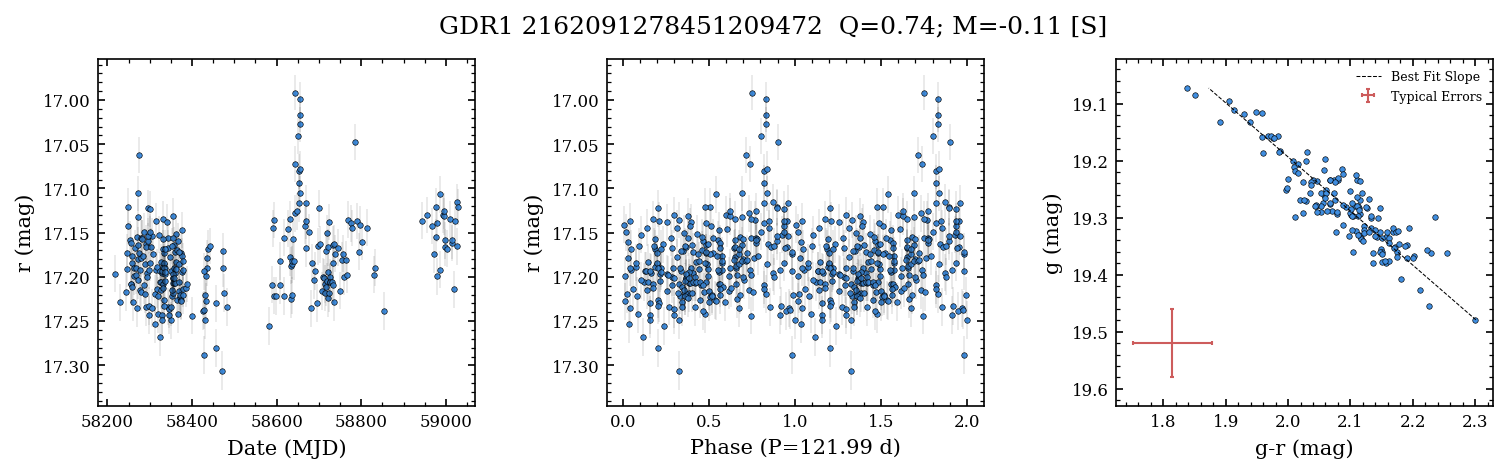 GDR1 2162091278451209472 Q=0.74; M=-0.11 [S]
r (mag)
17.00
17.05
17.10
17.15
17.20
17.25
17.30
58200 58400 58600 58800 59000
Date (MJD)
r (mag)
17.00
17.05
17.10
17.15
17.20
17.25
17.30
0.0 0.5 1.0 1.5 2.0
Phase (P=121.99 d)
g (mag)
19.1
19.2
19.3
19.4
19.5
19.6
1.8 1.9 2.0 2.1 2.2 2.3
g-r (mag)
Best Fit Slope
Typical Errors